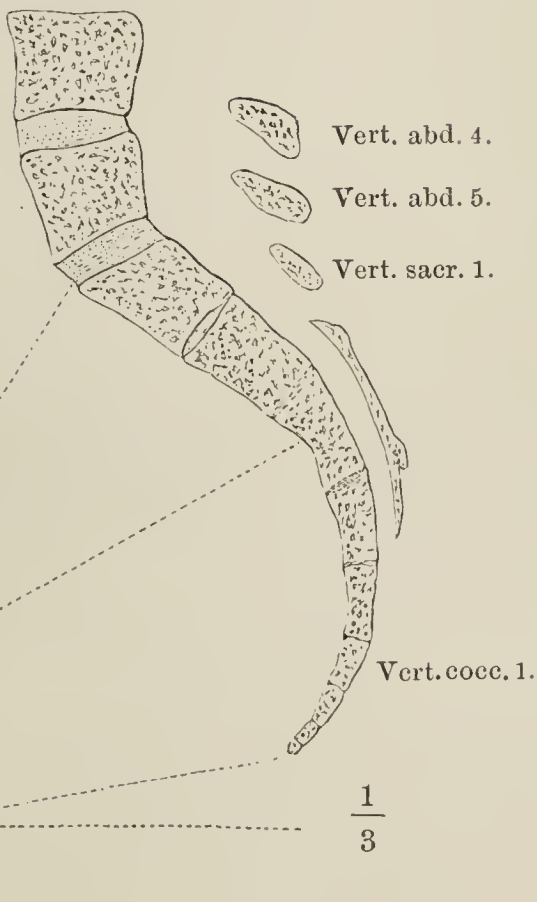 Vert. abd. 4.
Vert. abd. 5.
Vert. sacr. 1.
Vert. cocc. 1.
1
3